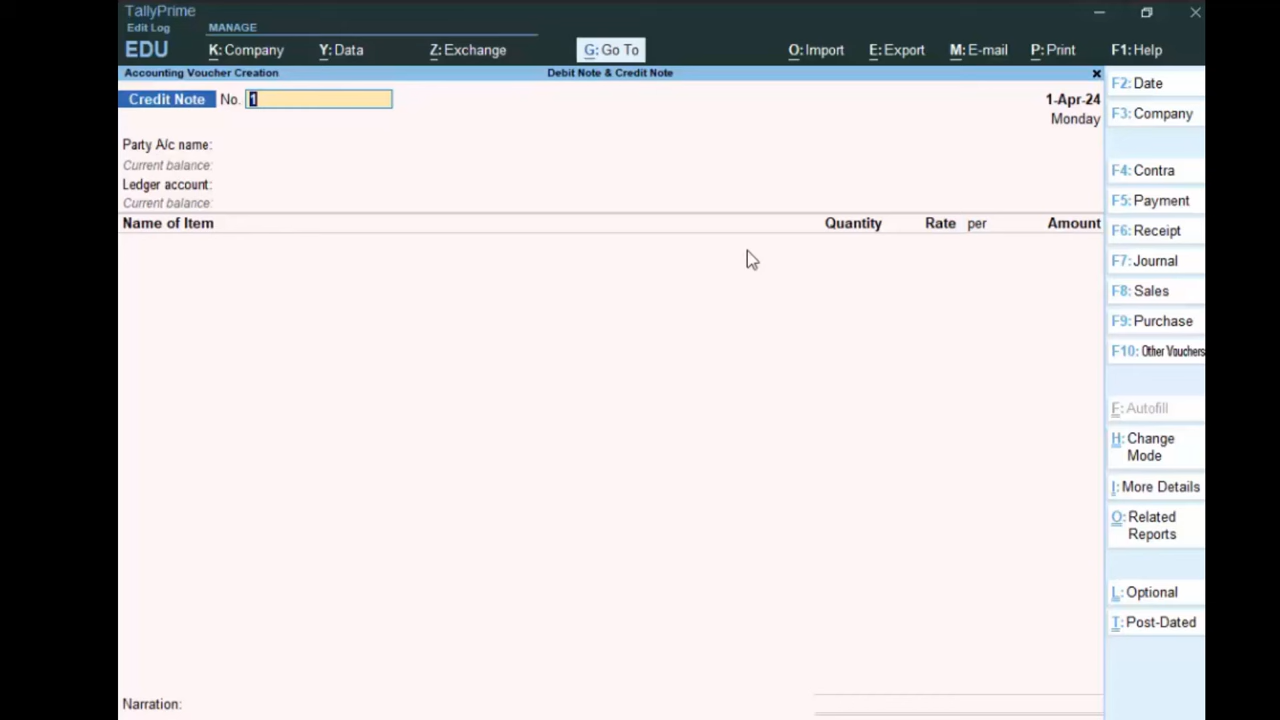 TallyPrime
Edit Log MANAGE
EDU K: Company Y: Data Z: Exchange G: Go To O: Import E: Export M: E-mail P: Print F1: Help
Accounting Voucher Creation Debit Note & Credit Note
Credit Note No. 1 1-Apr-24
Monday
Party A/c name:
Current balance:
Ledger account:
Current balance:
Name of Item Quantity Rate per Amount
Narration:
F2: Date
F3: Company
F4: Contra
F5: Payment
F6: Receipt
F7: Journal
F8: Sales
F9: Purchase
F10: Other Vouchers
F: Autofill
H: Change
Mode
I: More Details
O: Related
Reports
L: Optional
T: Post-Dated